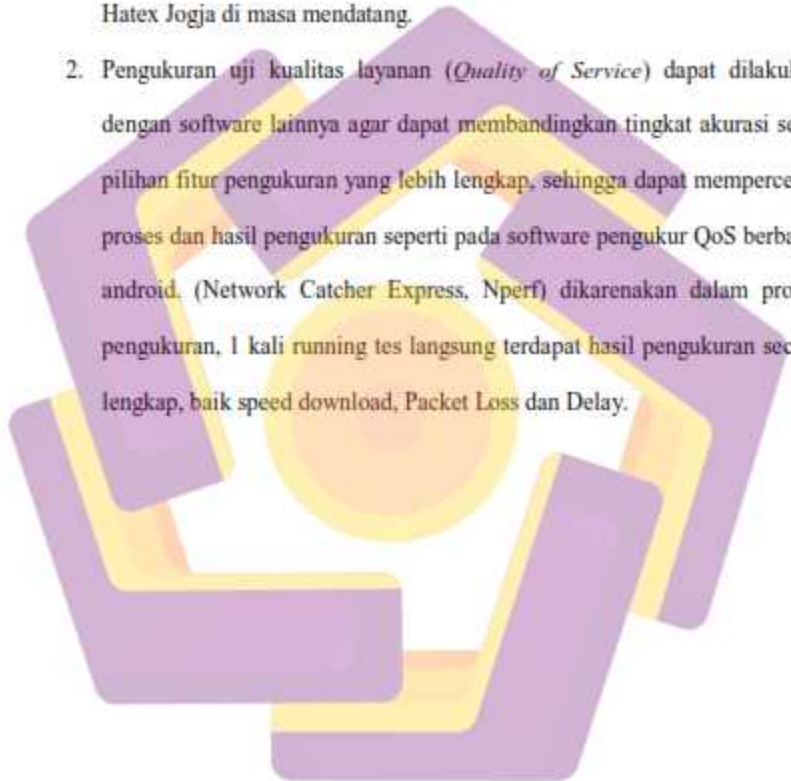 Hatex Jogja di masa mendatang.
2. Pengukuran uji kualitas layanan (Quality of Service) dapat dilakul
dengan software lainnya agar dapat membandingkan tingkat akurasi se
pilihan fitur pengukuran yang lebih lengkap, sehingga dapat memperce
proses dan hasil pengukuran seperti pada software pengukur QoS berba
android. (Network Catcher Express, Nperf) dikarenakan dalam pro
pengukuran, 1 kali running tes langsung terdapat hasil pengukuran sec
lengkap, baik speed download, Packet Loss dan Delay.